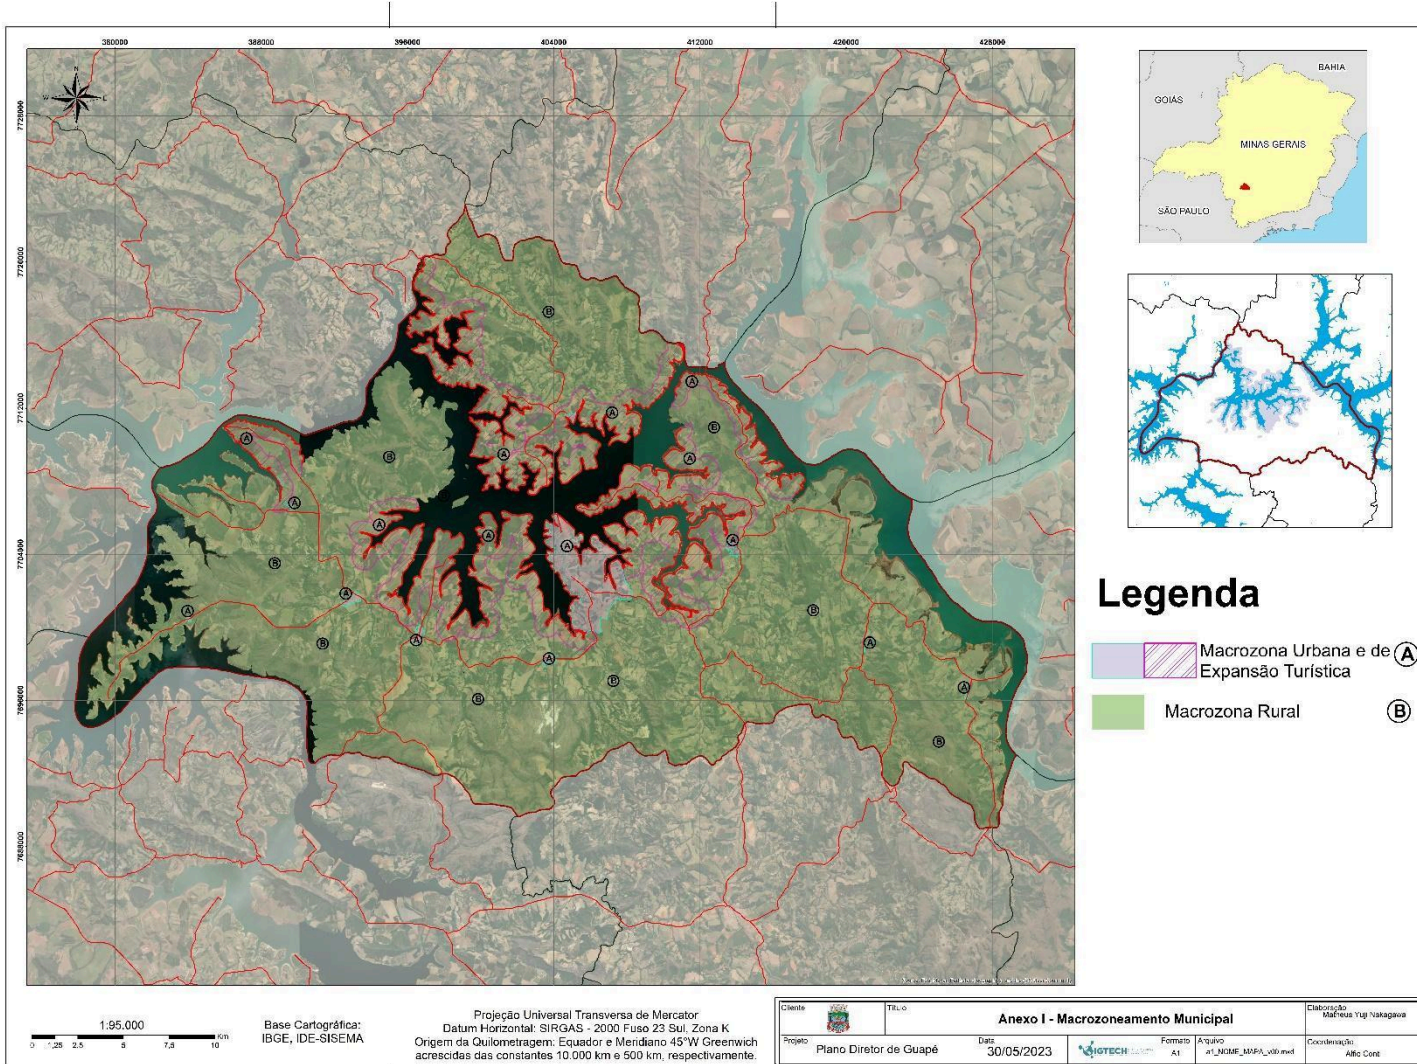 380000 388000 396000 404000 412000 420000 428000
N
W E
S
7728000
7720000
7712000
7704000
7696000
7688000
B
A
A
B
A
B
A
A
A
A
B
A
A
A
A
B
A
A
B
B
A
A
A
B
B
A
B
BAHIA
GOIÁS
MINAS GERAIS
SÃO PAULO
Legenda
Macrozona Urbana e de A
Expansão Turística
Macrozona Rural B
1:95.000
0 1,25 2,5 5 7,5 10
Km
Base Cartográfica:
IBGE, IDE-SISEMA
Projeção Universal Transversa de Mercator
Datum Horizontal: SIRGAS - 2000 Fuso 23 Sul, Zona K
Origem da Quilometragem: Equador e Meridiano 45°W Greenwich
acrescidas das constantes 10.000 km e 500 km, respectivamente.
Cliente
Título
Anexo I - Macrozoneamento Municipal
Elaboração
Matheus Yuji Nakagawa
Projeto
Plano Diretor de Guapé
Data
30/05/2023
IGTECH
Formato
A1
Arquivo
a1_NOME_MAPA_v00.mxd
Coordenação